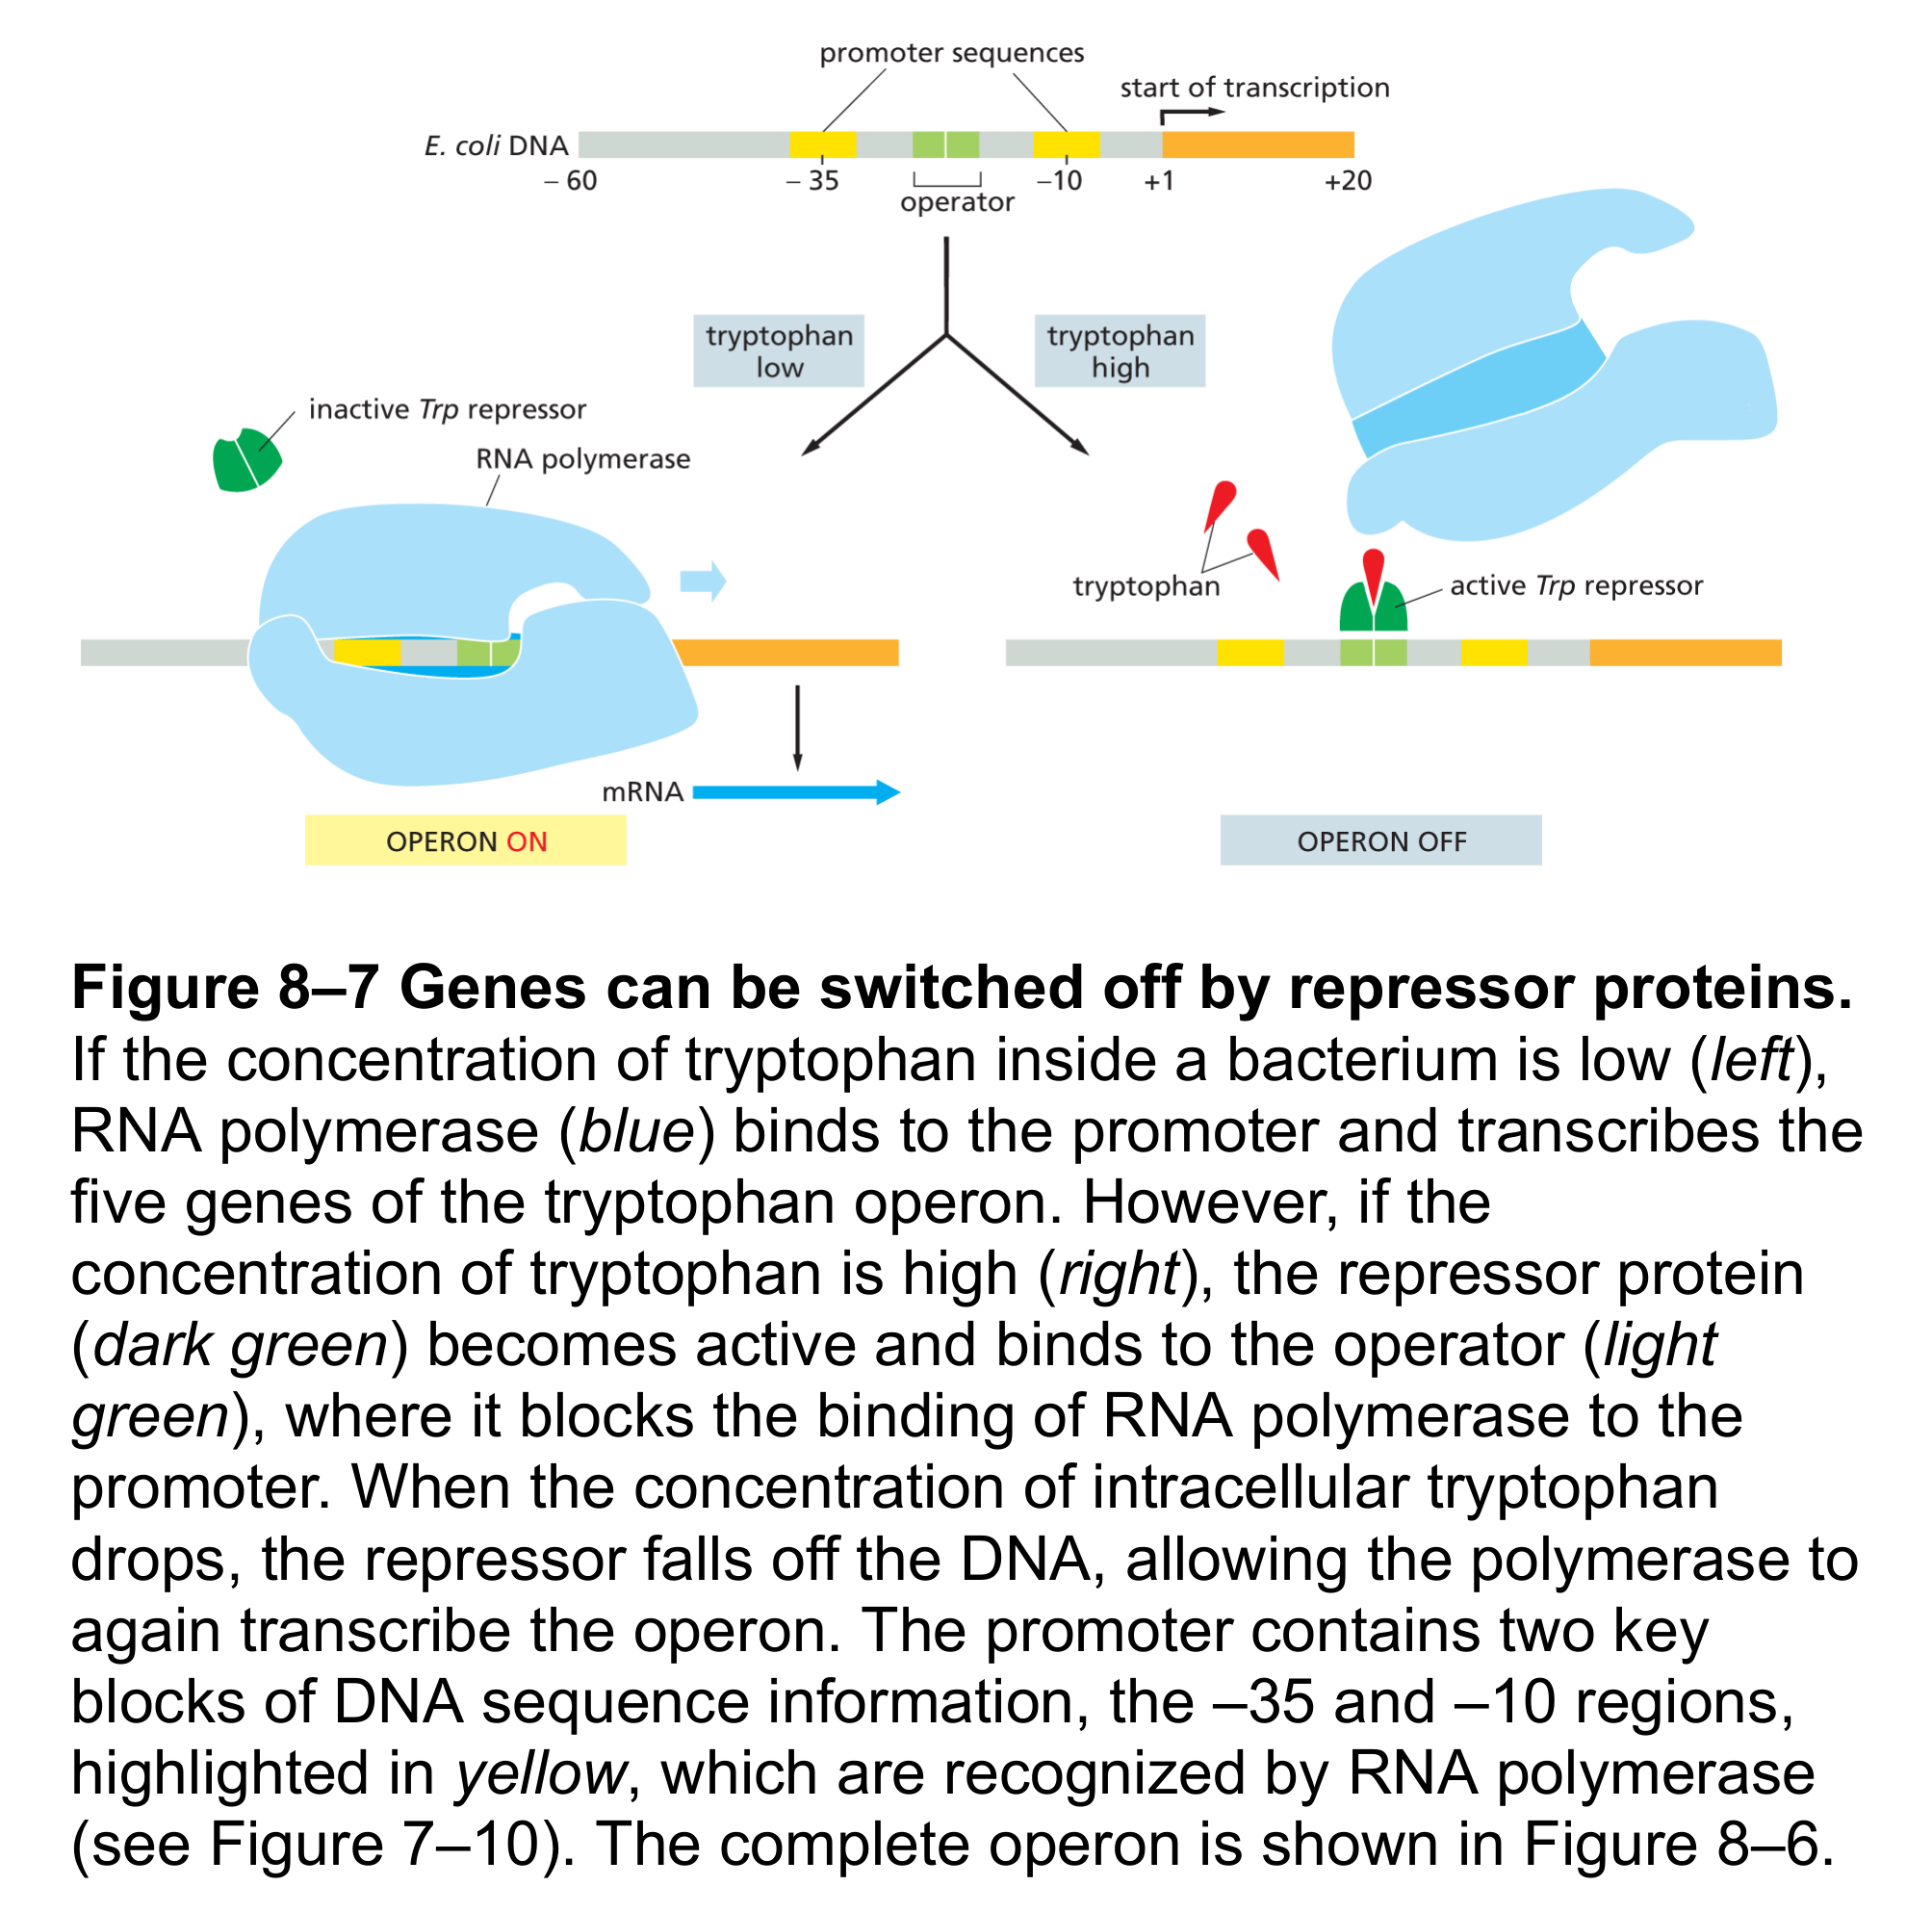 promoter sequences
start of transcription
E. coli DNA
– 60
– 35
–10
+1
+20
operator
tryptophan
low
tryptophan
high
inactive Trp repressor
RNA polymerase
tryptophan
active Trp repressor
mRNA
OPERON ON
OPERON OFF
Figure 8–7 Genes can be switched off by repressor proteins.
If the concentration of tryptophan inside a bacterium is low (left),
RNA polymerase (blue) binds to the promoter and transcribes the
five genes of the tryptophan operon. However, if the
concentration of tryptophan is high (right), the repressor protein
(dark green) becomes active and binds to the operator (light
green), where it blocks the binding of RNA polymerase to the
promoter. When the concentration of intracellular tryptophan
drops, the repressor falls off the DNA, allowing the polymerase to
again transcribe the operon. The promoter contains two key
blocks of DNA sequence information, the –35 and –10 regions,
highlighted in yellow, which are recognized by RNA polymerase
(see Figure 7–10). The complete operon is shown in Figure 8–6.